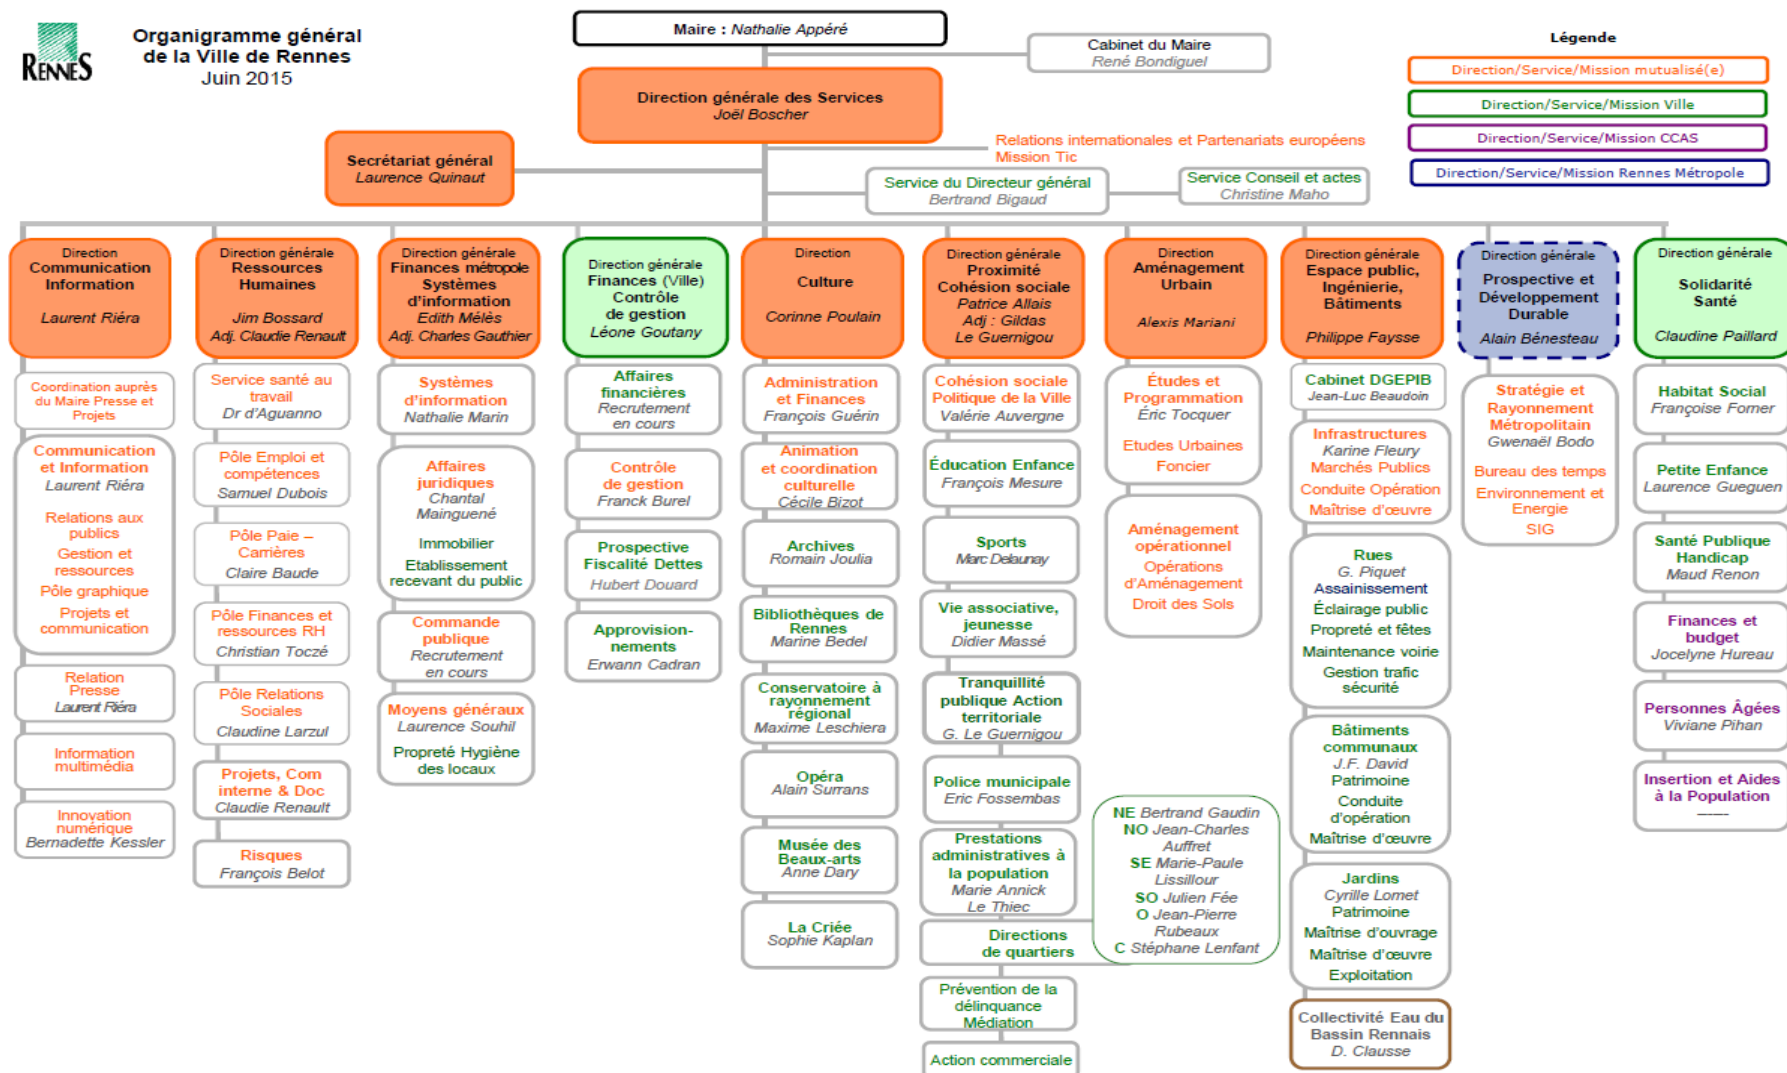 RENNES
Organigramme général
de la Ville de Rennes
Juin 2015
Maire : Nathalie Appéré
Cabinet du Maire
René Bondiguel
Direction générale des Services
Joël Boscher
Secrétariat général
Laurence Quinaut
Relations internationales et Partenariats européens
Mission Tic
Service du Directeur général
Bertrand Bigaud
Service Conseil et actes
Christine Maho
Légende
Direction/Service/Mission mutualisé(e)
Direction/Service/Mission Ville
Direction/Service/Mission CCAS
Direction/Service/Mission Rennes Métropole
Direction
Communication
Information
Laurent Riéra
Coordination auprès
du Maire Presse et
Projets
Communication
et Information
Laurent Riéra
Relations aux
publics
Gestion et
ressources
Pôle graphique
Projets et
communication
Relation
Presse
Laurent Riéra
Information
multimédia
Innovation
numérique
Bernadette Kessler
Direction générale
Ressources
Humaines
Jim Bossard
Adj. Claudie Renault
Service santé au
travail
Dr d'Aguanno
Pôle Emploi et
compétences
Samuel Dubois
Pôle Paie –
Carrières
Claire Baude
Pôle Finances et
ressources RH
Christian Toczé
Pôle Relations
Sociales
Claudine Larzul
Projets, Com
interne & Doc
Claudie Renault
Risques
François Belot
Direction générale
Finances métropole
Systèmes
d'information
Edith Mélès
Adj. Charles Gauthier
Systèmes
d'information
Nathalie Marin
Affaires
juridiques
Chantal
Mainguené
Immobilier
Etablissement
recevant du public
Commande
publique
Recrutement
en cours
Moyens généraux
Laurence Souhil
Propreté Hygiène
des locaux
Direction générale
Finances (Ville)
Contrôle
de gestion
Léone Goutany
Affaires
financières
Recrutement
en cours
Contrôle
de gestion
Franck Burel
Prospective
Fiscalité Dettes
Hubert Douard
Approvision-
nements
Erwann Cadran
Direction
Culture
Corinne Poulain
Administration
et Finances
François Guérin
Animation
et coordination
culturelle
Cécile Bizot
Archives
Romain Joulia
Bibliothèques de
Rennes
Marine Bedel
Conservatoire à
rayonnement
régional
Maxime Leschiera
Opéra
Alain Surrans
Musée des
Beaux-arts
Anne Dary
La Criée
Sophie Kaplan
Direction générale
Proximité
Cohésion sociale
Patrice Allais
Adj : Gildas
Le Guernigou
Cohésion sociale
Politique de la Ville
Valérie Auvergne
Éducation Enfance
François Mesure
Sports
Marc Delaunay
Vie associative,
jeunesse
Didier Massé
Tranquillité
publique Action
territoriale
G. Le Guernigou
Police municipale
Eric Fossembas
Prestations
administratives à
la population
Marie Annick
Le Thiec
Directions
de quartiers
Prévention de la
délinquance
Médiation
Action commerciale
NE Bertrand Gaudin
NO Jean-Charles
Auffret
SE Marie-Paule
Lissillour
SO Julien Fée
O Jean-Pierre
Rubeaux
C Stéphane Lenfant
Direction
Aménagement
Urbain
Alexis Mariani
Études et
Programmation
Éric Tocquer
Etudes Urbaines
Foncier
Aménagement
opérationnel
Opérations
d'Aménagement
Droit des Sols
Direction générale
Espace public,
Ingénierie,
Bâtiments
Philippe Faysse
Cabinet DGEPIB
Jean-Luc Beaudoin
Infrastructures
Karine Fleury
Marchés Publics
Conduite Opération
Maîtrise d'œuvre
Rues
G. Piquet
Assainissement
Éclairage public
Propreté et fêtes
Maintenance voirie
Gestion trafic
sécurité
Bâtiments
communaux
J.F. David
Patrimoine
Conduite
d'opération
Maîtrise d'œuvre
Jardins
Cyrille Lomet
Patrimoine
Maîtrise d'ouvrage
Maîtrise d'œuvre
Exploitation
Collectivité Eau du
Bassin Rennais
D. Clausse
Direction générale
Prospective et
Développement
Durable
Alain Bénesteau
Stratégie et
Rayonnement
Métropolitain
Gwenaël Bodo
Bureau des temps
Environnement et
Energie
SIG
Direction générale
Solidarité
Santé
Claudine Paillard
Habitat Social
Françoise Forner
Petite Enfance
Laurence Gueguen
Santé Publique
Handicap
Maud Renon
Finances et
budget
Jocelyne Hureau
Personnes Âgées
Viviane Pihan
Insertion et Aides
à la Population
-----